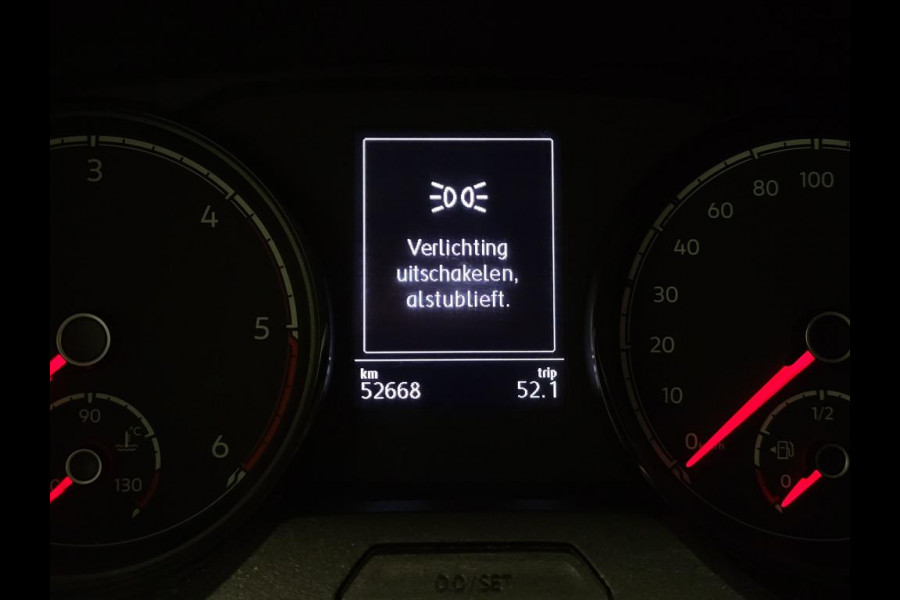 3
4
5
6
90
°C
130
Verlichting
uitschakelen,
alstublieft.
km
52668
trip
52.1
100
80
60
40
30
20
10
0
1/2
0
0.0/SET